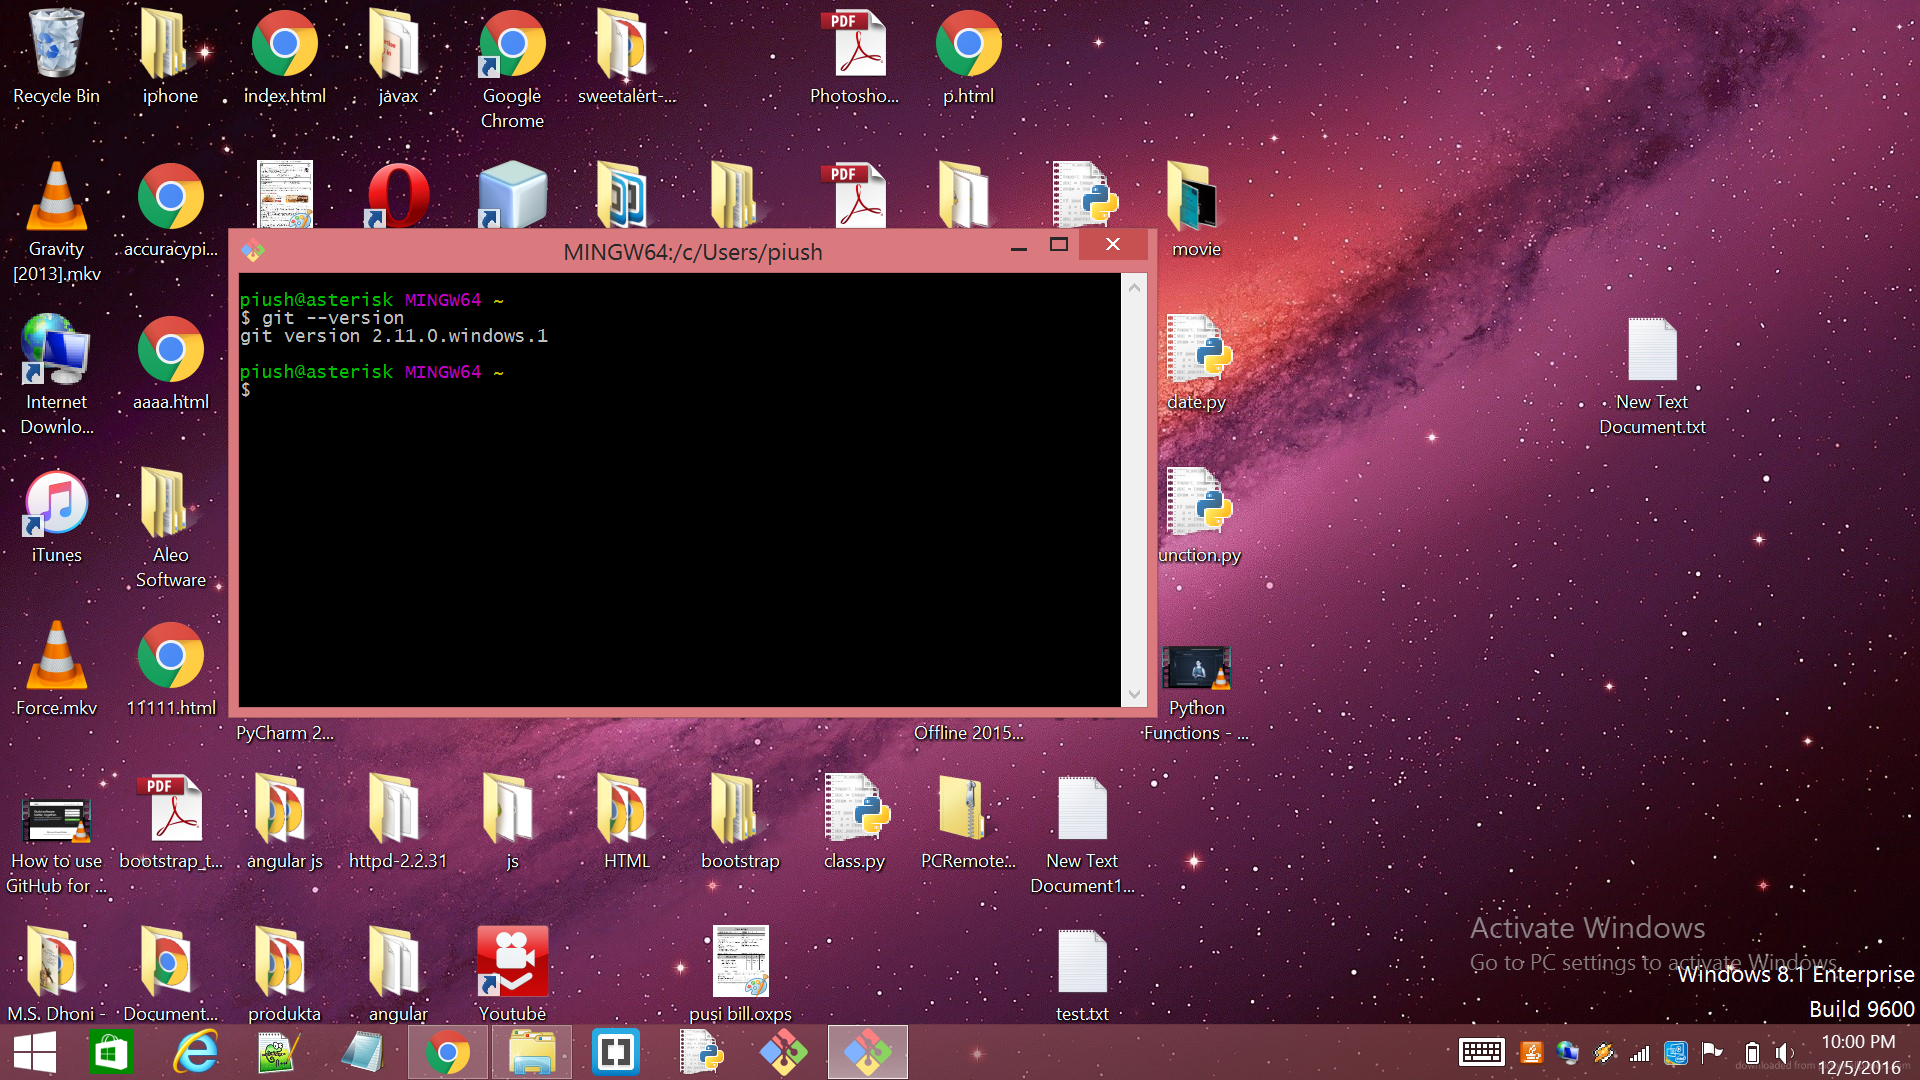 Recycle Bin
iphone
index.html
javax
Google
Chrome
sweetalert-...
PDF
Photosho...
p.html
Gravity
[2013].mkv
accuracypi...
PDF
movie
MINGW64:/c/Users/piush
piush@asterisk MINGW64 ~
$ git --version
git version 2.11.0.windows.1
piush@asterisk MINGW64 ~
$
Internet
Downlo...
aaaa.html
date.py
New Text
Document.txt
iTunes
Aleo
Software
unction.py
Force.mkv
11111.html
PyCharm 2...
Offline 2015...
Python
Functions - ...
How to use
GitHub for ...
PDF
bootstrap_t...
angular js
httpd-2.2.31
js
HTML
bootstrap
class.py
PCRemote...
New Text
Document1...
M.S. Dhoni -
Document...
produkta
angular
Youtube
pusi bill.oxps
test.txt
Activate Windows
Go to PC settings to activate Windows.
Windows 8.1 Enterprise
Build 9600
10:00 PM
12/5/2016